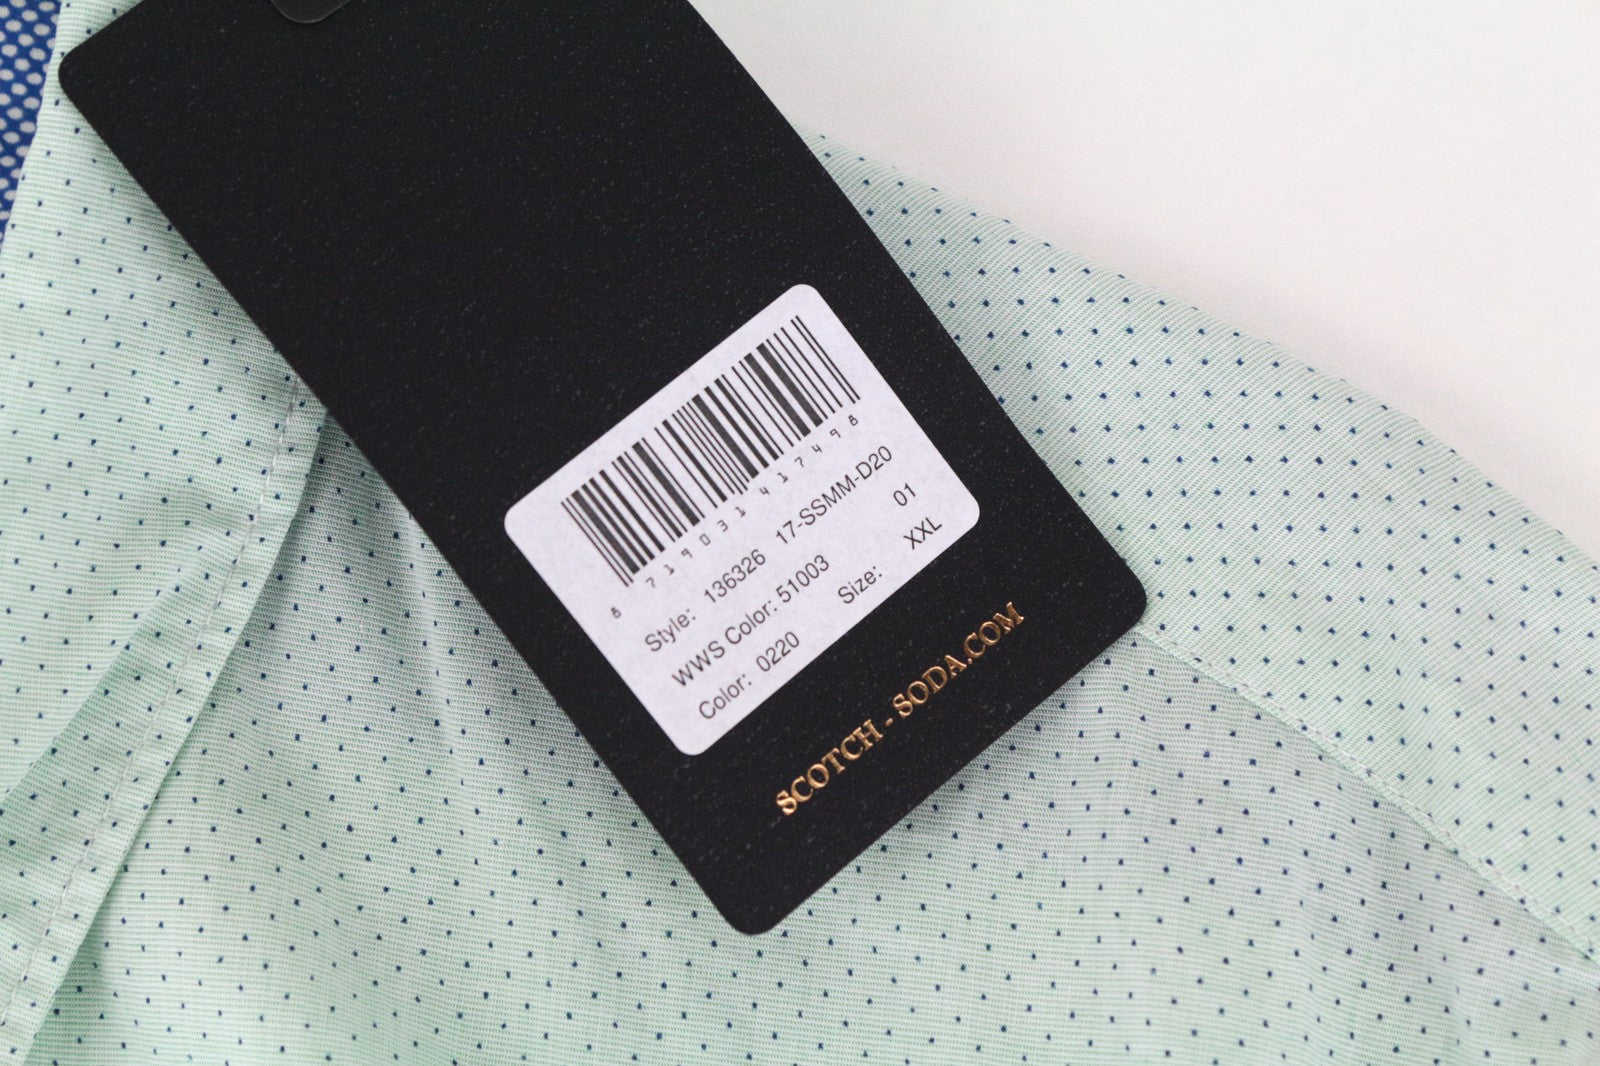 8 719031 417498
Style: 136326 17-SSMM-D20
WWS Color: 51003 01
Color: 0220 Size: XXL
SCOTCH - SODA.COM